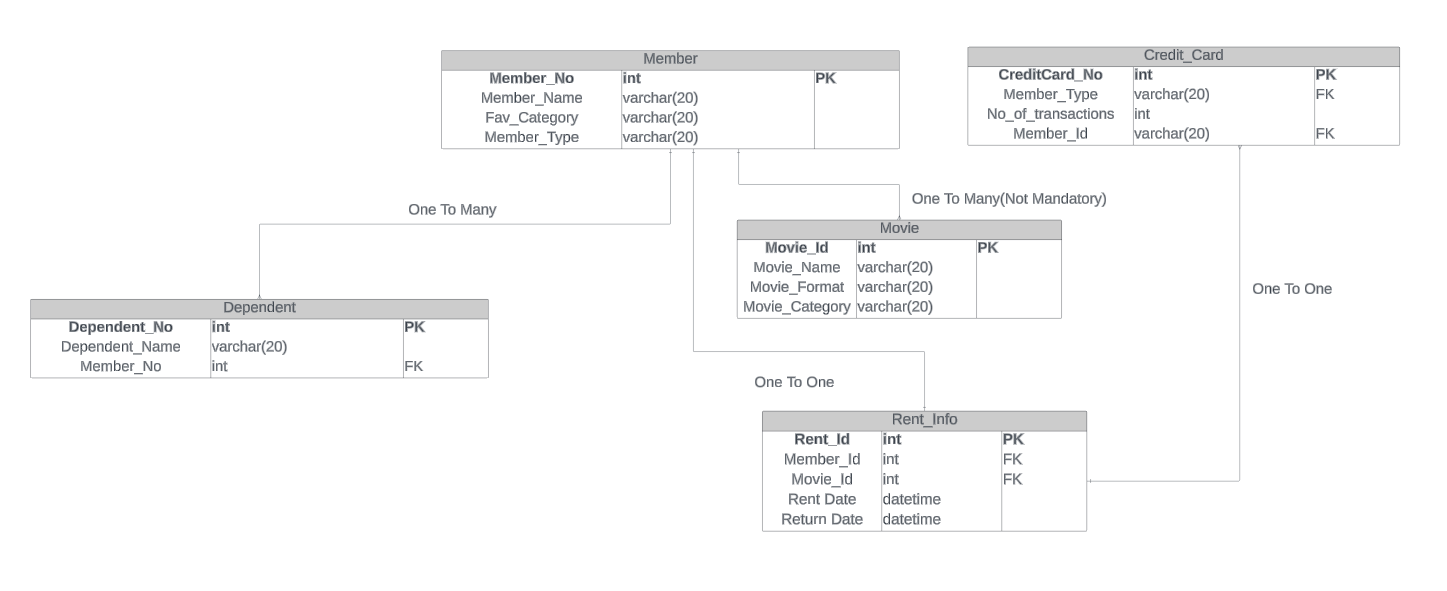 Member
Member_No int PK
Member_Name varchar(20)
Fav_Category varchar(20)
Member_Type varchar(20)
Credit_Card
CreditCard_No int PK
Member_Type varchar(20) FK
No_of_transactions int
Member_Id varchar(20) FK
One To Many
One To Many(Not Mandatory)
Movie
Movie_Id int PK
Movie_Name varchar(20)
Movie_Format varchar(20)
Movie_Category varchar(20)
One To One
Dependent
Dependent_No int PK
Dependent_Name varchar(20)
Member_No int FK
One To One
Rent_Info
Rent_Id int PK
Member_Id int FK
Movie_Id int FK
Rent Date datetime
Return Date datetime